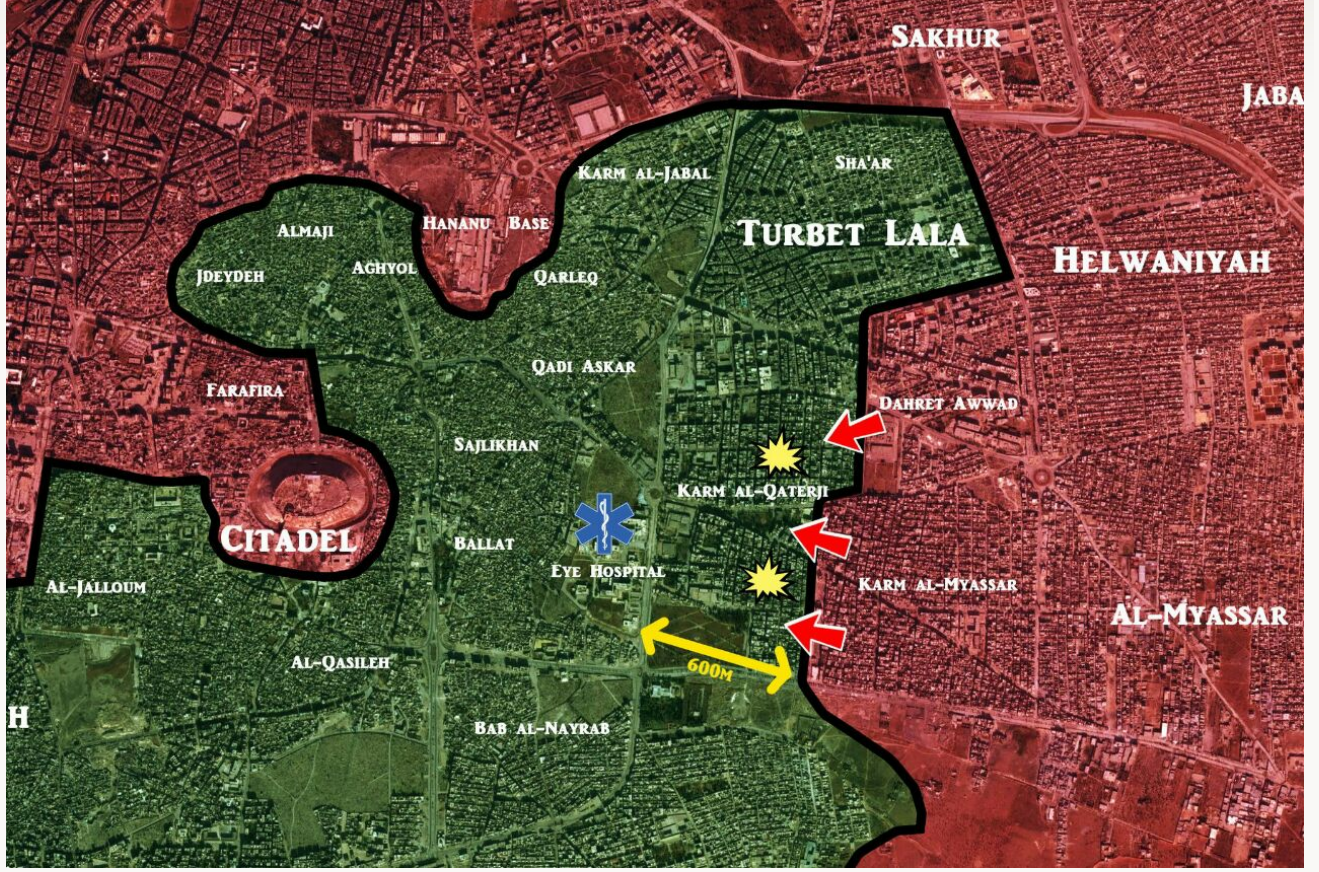 SAKHUR
JABA
SHA'AR
KARM AL-JABAL
ALMAJI
HANANU BASE
TURBET LALA
JDEYDEH
AGHYOL
QARLEQ
HELWANIYAH
QADI ASKAR
FARAFIRA
DAHRET AWWAD
SAJLIKHAN
KARM AL-QATERJI
CITADEL
BALLAT
EYE HOSPITAL
AL-JALLOUM
KARM AL-MYASSAR
AL-MYASSAR
AL-QASILEH
600M
H
BAB AL-NAYRAB